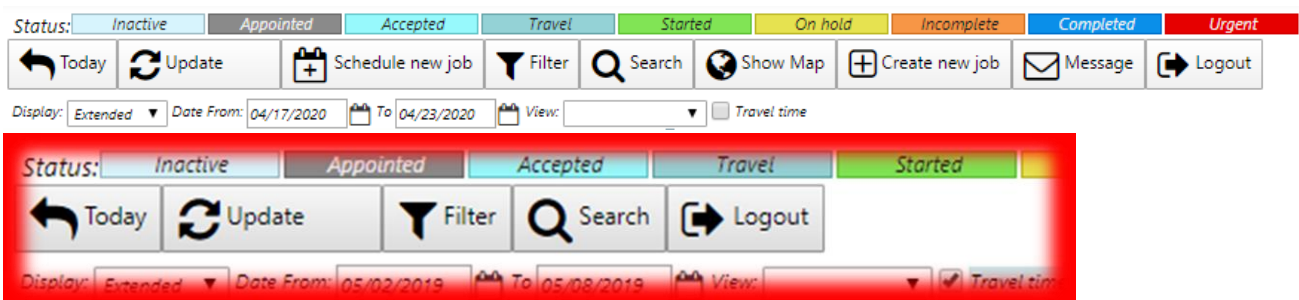 Status: Inactive Appointed Accepted Travel Started On hold Incomplete Completed Urgent
Today Update Schedule new job Filter Search Show Map Create new job Message Logout
Display: Extended Date From: 04/17/2020 To 04/23/2020 View: Travel time
Status: Inactive Appointed Accepted Travel Started
Today Update Filter Search Logout
Display: Extended Date From: 05/02/2019 To 05/08/2019 View: Travel time